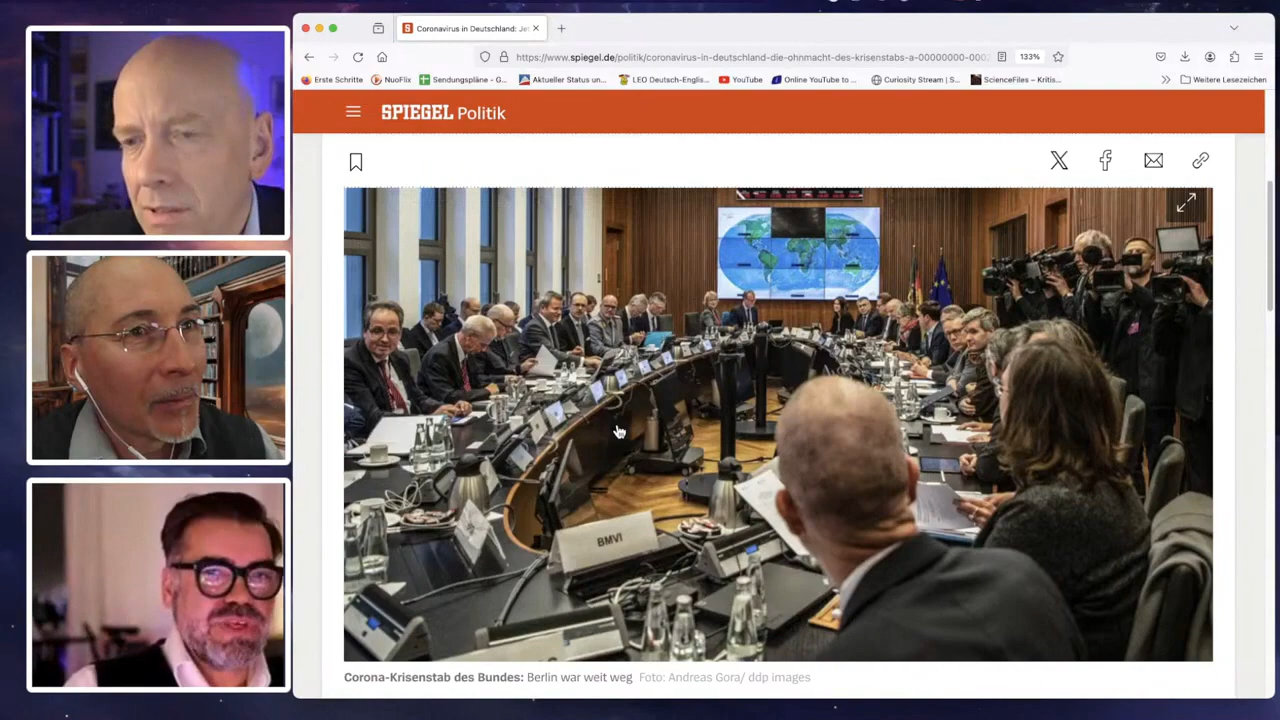 Coronavirus in Deutschland: Je
https://www.spiegel.de/politik/coronavirus-in-deutschland-die-ohnmacht-des-krisenstabs-a-00000000-000
133%
Erste Schritte
NuoFlix
Sendungspläne - G...
Aktueller Status un...
LEO Deutsch-Englis...
YouTube
Online YouTube to ...
Curiosity Stream | S...
ScienceFiles – Kritis...
Weitere Lesezeichen
SPIEGEL Politik
BMVI
Corona-Krisenstab des Bundes: Berlin war weit weg Foto: Andreas Gora/ ddp images